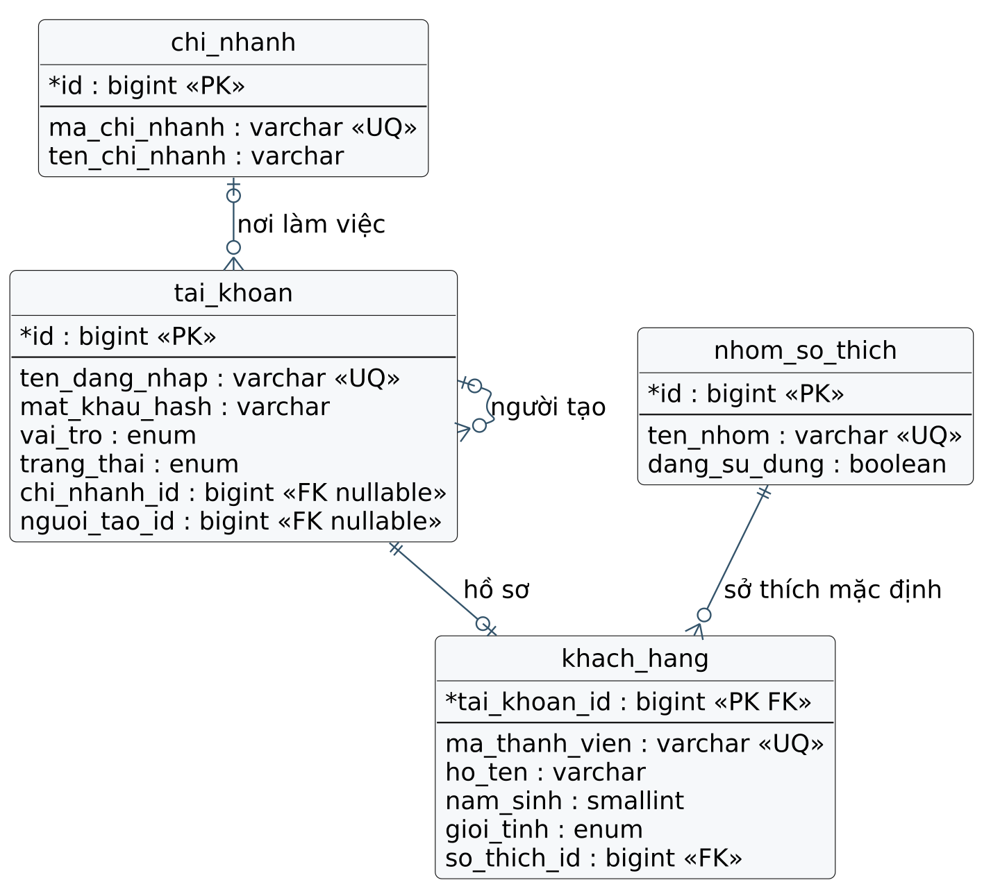 chi_nhanh
*id : bigint «PK»
ma_chi_nhanh : varchar «UQ»
ten_chi_nhanh : varchar
nơi làm việc
tai_khoan
*id : bigint «PK»
ten_dang_nhap : varchar «UQ»
mat_khau_hash : varchar
vai_tro : enum
trang_thai : enum
chi_nhanh_id : bigint «FK nullable»
nguoi_tao_id : bigint «FK nullable»
người tạo
nhom_so_thich
*id : bigint «PK»
ten_nhom : varchar «UQ»
dang_su_dung : boolean
hồ sơ
sở thích mặc định
khach_hang
*tai_khoan_id : bigint «PK FK»
ma_thanh_vien : varchar «UQ»
ho_ten : varchar
nam_sinh : smallint
gioi_tinh : enum
so_thich_id : bigint «FK»